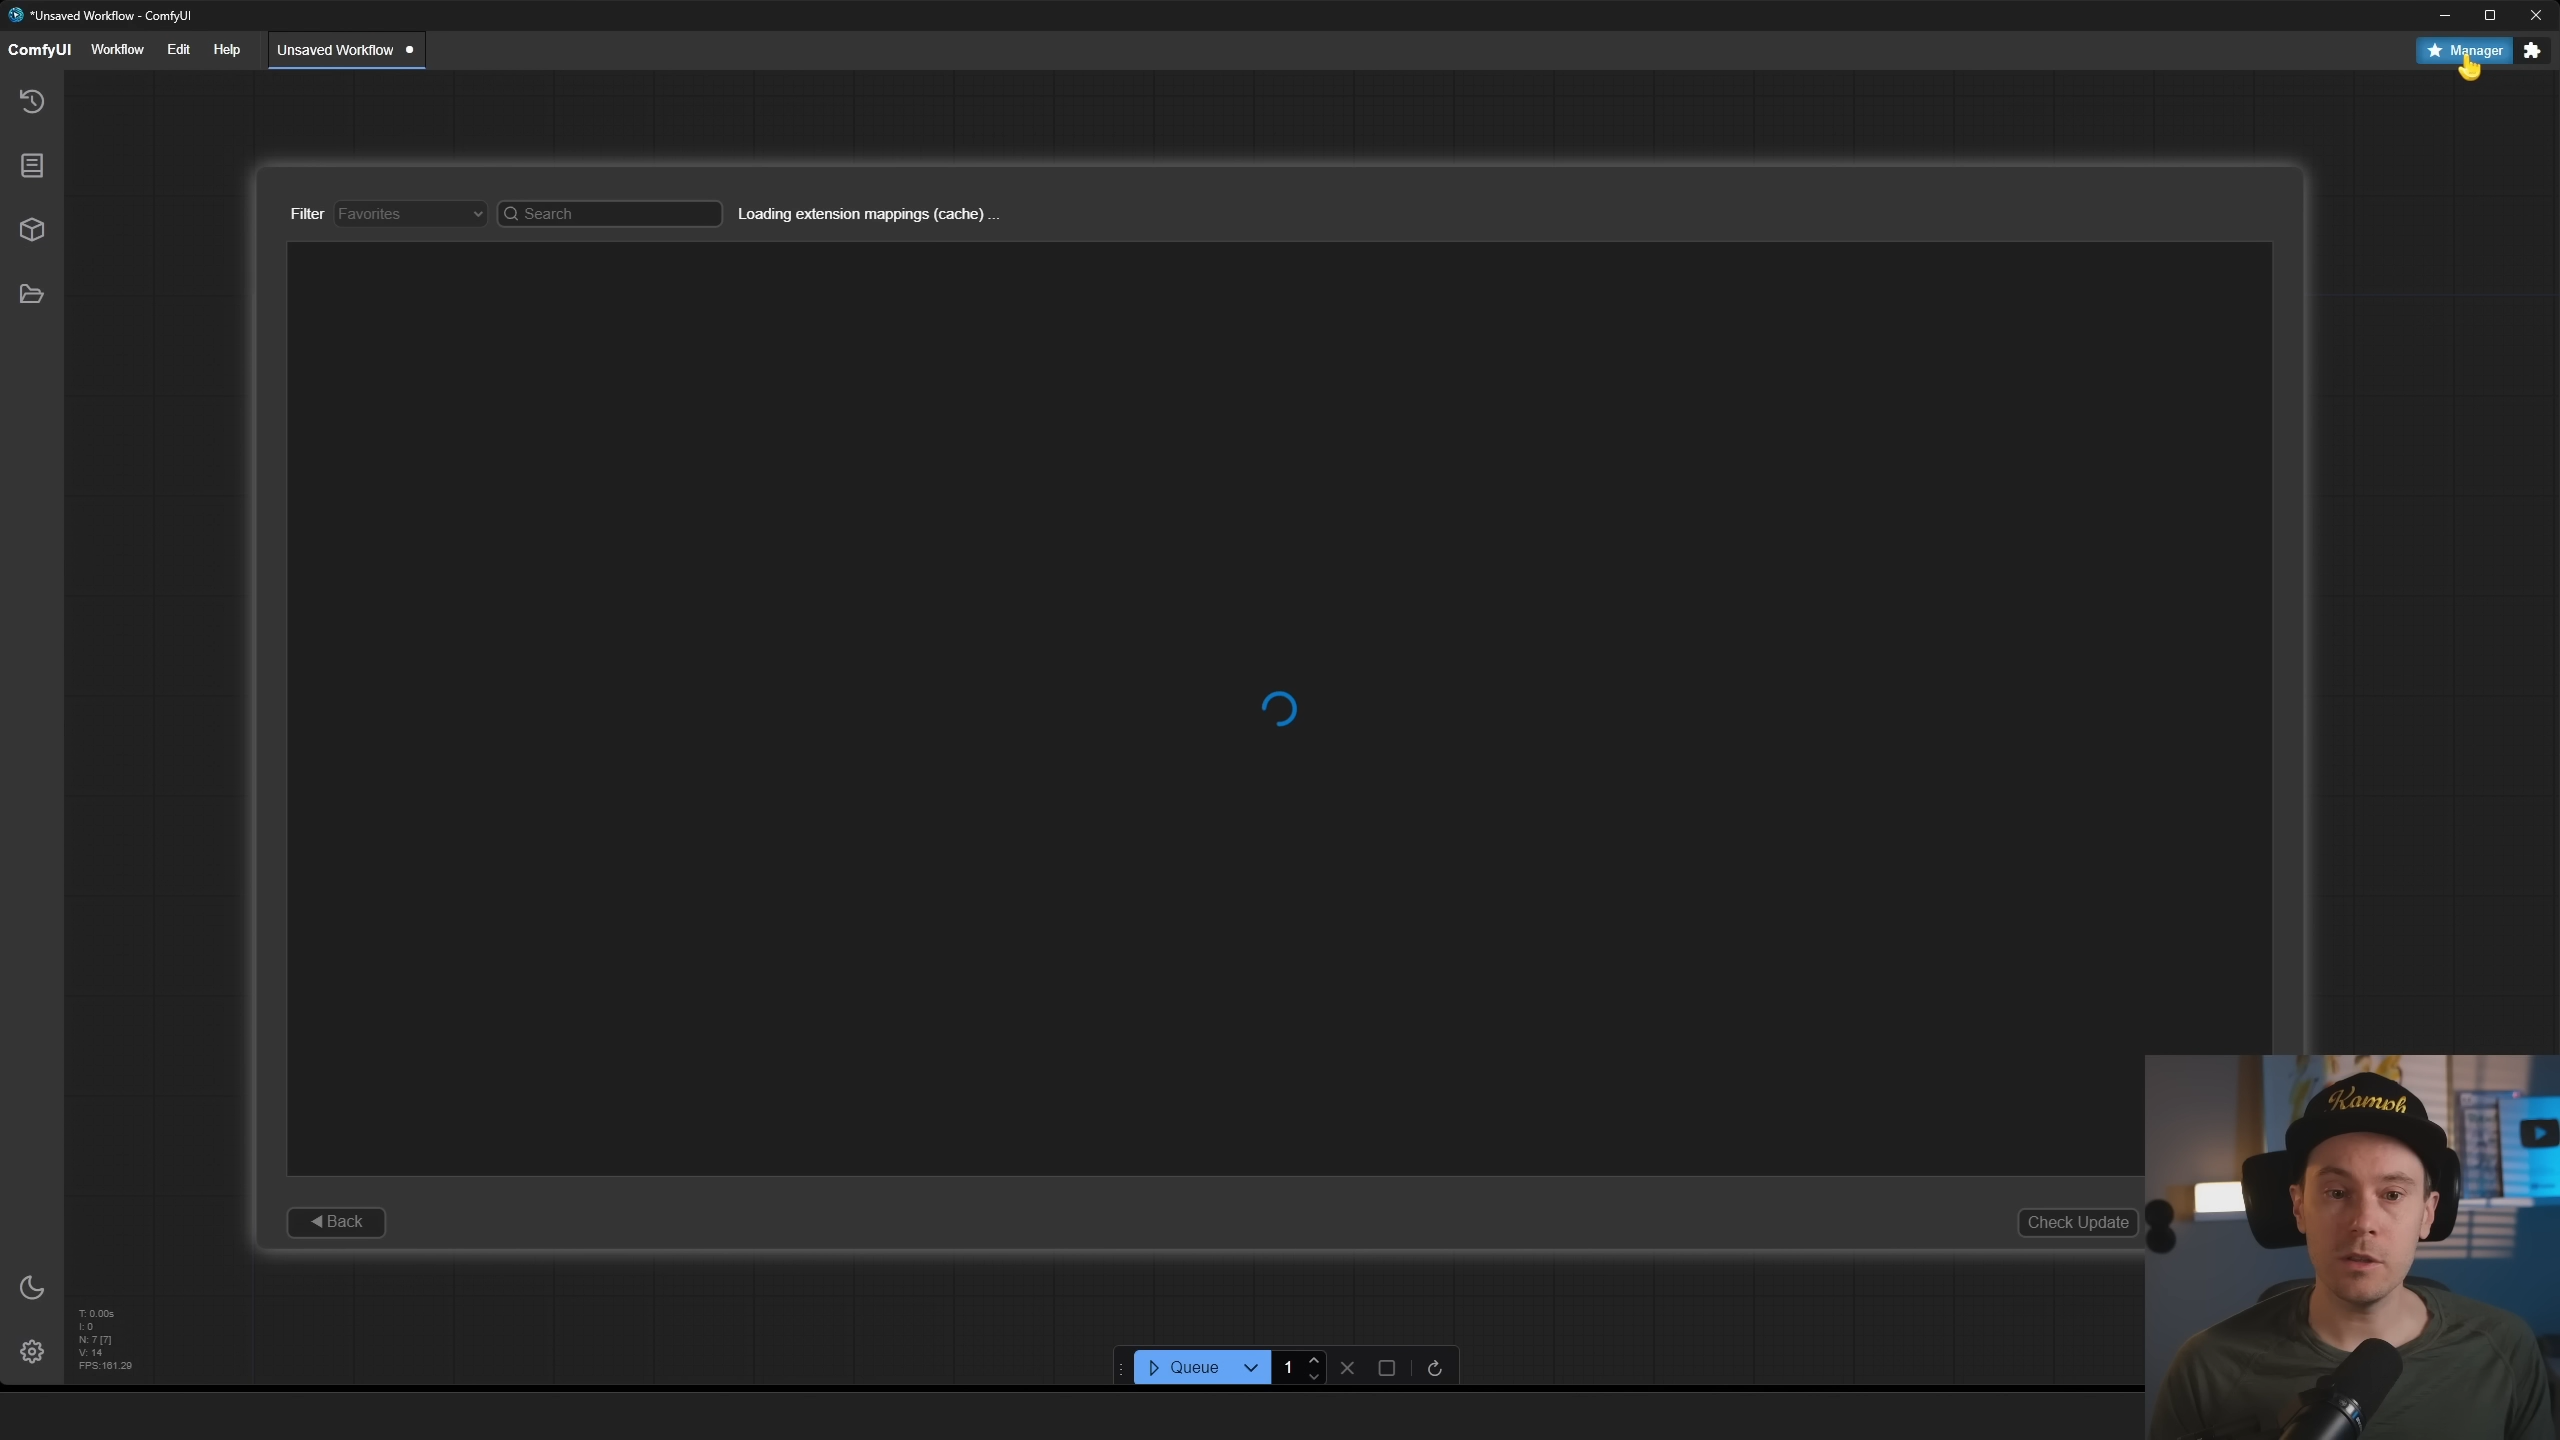 *Unsaved Workflow - ComfyUI
ComfyUI Workflow Edit Help Unsaved Workflow
Manager
Filter Favorites Search Loading extension mappings (cache) ...
Back
Check Update
Kamph
T: 0.00s
I: 0
N: 7 [7]
V: 14
FPS:161.29
Queue 1